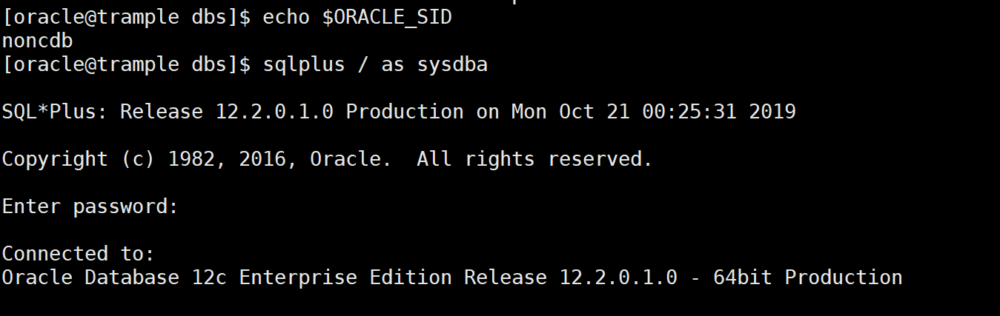 [oracle@trample dbs]$ echo $ORACLE_SID
noncdb
[oracle@trample dbs]$ sqlplus / as sysdba
SQL*Plus: Release 12.2.0.1.0 Production on Mon Oct 21 00:25:31 2019
Copyright (c) 1982, 2016, Oracle.  All rights reserved.
Enter password:
Connected to:
Oracle Database 12c Enterprise Edition Release 12.2.0.1.0 - 64bit Production